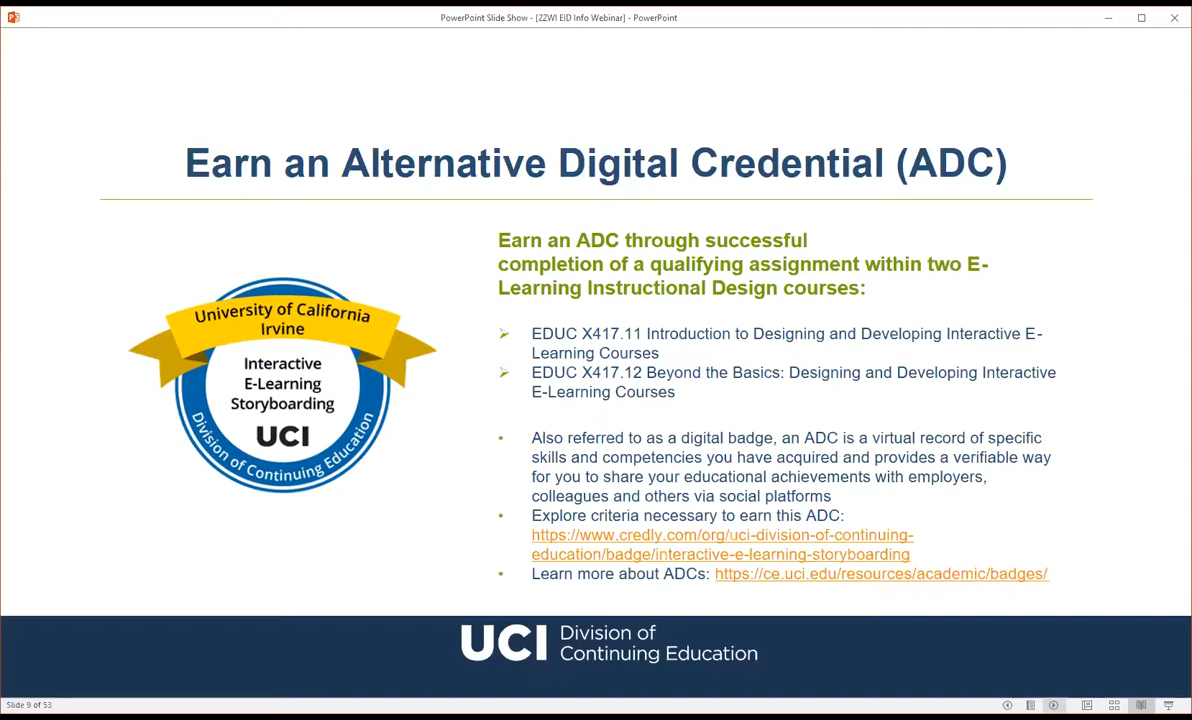 PowerPoint Slide Show - [22WI EID Info Webinar] - PowerPoint
Earn an Alternative Digital Credential (ADC)
University of California
Irvine
Interactive
E-Learning
Storyboarding
UCI
Division of Continuing Education
Earn an ADC through successful
completion of a qualifying assignment within two E-
Learning Instructional Design courses:
EDUC X417.11 Introduction to Designing and Developing Interactive E-
Learning Courses
EDUC X417.12 Beyond the Basics: Designing and Developing Interactive
E-Learning Courses
Also referred to as a digital badge, an ADC is a virtual record of specific
skills and competencies you have acquired and provides a verifiable way
for you to share your educational achievements with employers,
colleagues and others via social platforms
Explore criteria necessary to earn this ADC:
https://www.credly.com/org/uci-division-of-continuing-
education/badge/interactive-e-learning-storyboarding
Learn more about ADCs: https://ce.uci.edu/resources/academic/badges/
UCI Division of
Continuing Education
Slide 9 of 53